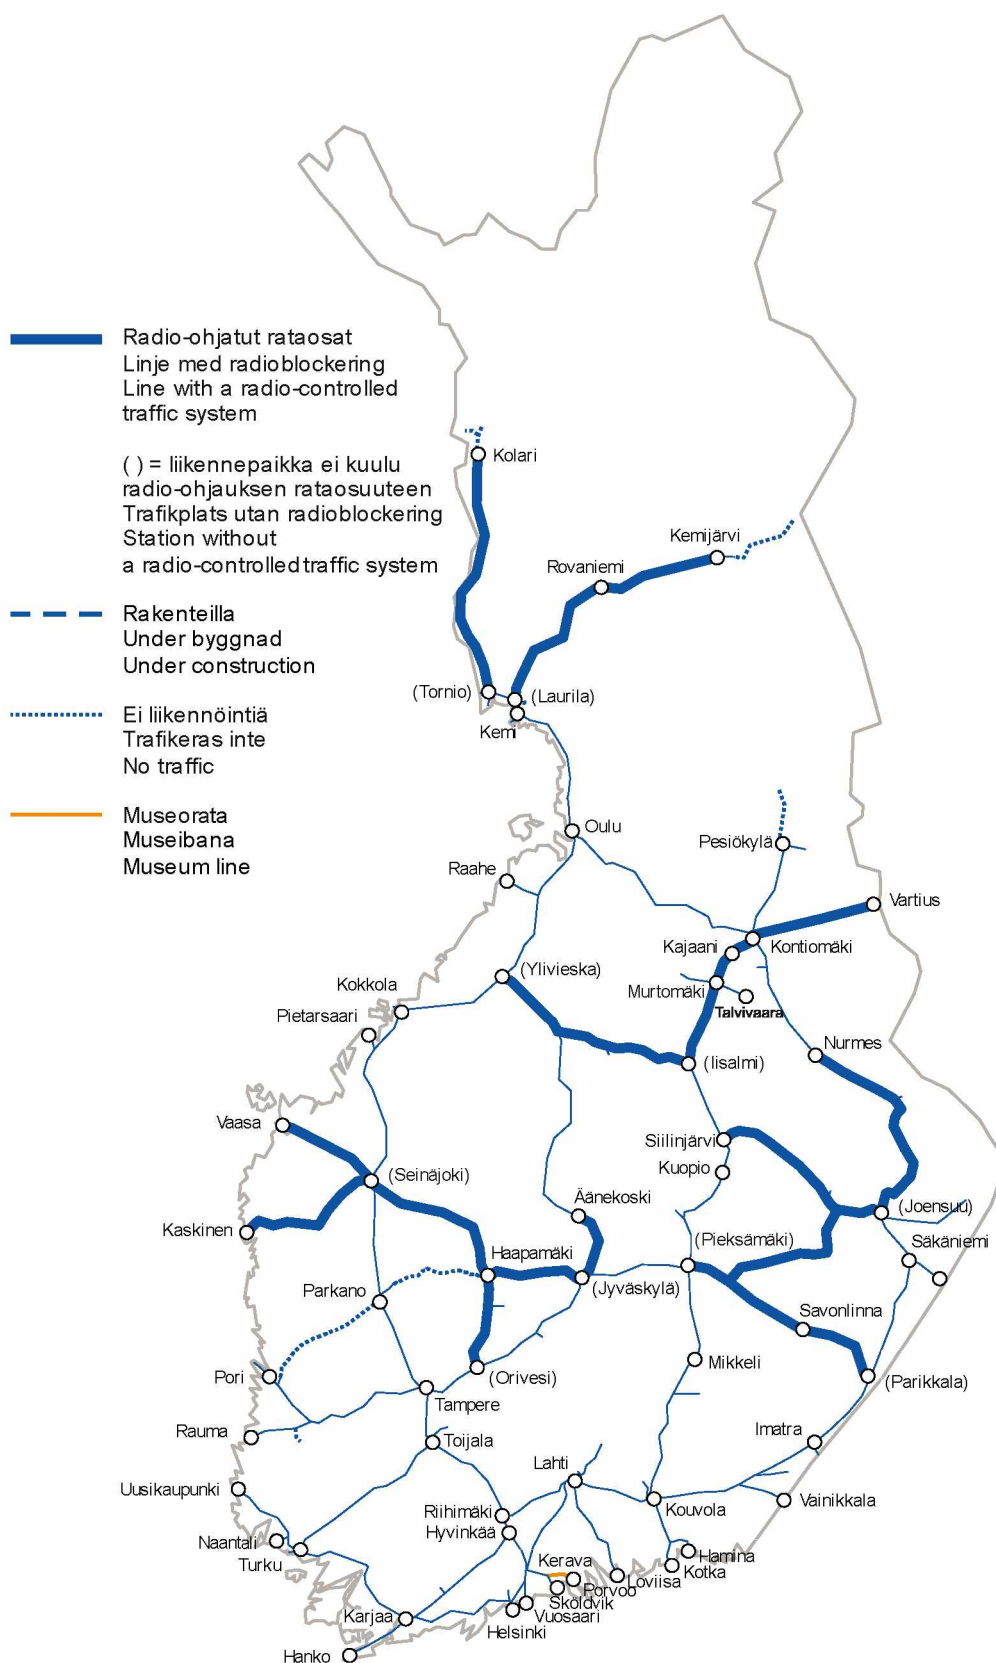 Radio-ohjatut rataosat
Linje med radioblockering
Line with a radio-controlled
traffic system
( ) = liikennepaikka ei kuulu
radio-ohjauksen rataosuuteen
Trafikplats utan radioblockering
Station without
a radio-controlled traffic system
Rakenteilla
Under byggnad
Under construction
Ei liikennöintiä
Trafikeras inte
No traffic
Museorata
Museibana
Museum line
Kolari
Kemijärvi
Rovaniemi
(Tornio)
(Laurila)
Kemi
Oulu
Pesiökylä
Raahe
Vartius
Kajaani
Kontiomäki
(Ylivieska)
Murtomäki
Kokkola
Talvivaara
Pietarsaari
Nurmes
(Iisalmi)
Vaasa
Siilinjärvi
Kuopio
(Seinäjoki)
Äänekoski
(Joensuu)
Kaskinen
(Pieksämäki)
Säkäniemi
Haapamäki
(Jyväskylä)
Parkano
Savonlinna
Mikkeli
Pori
(Orivesi)
(Parikkala)
Tampere
Rauma
Toijala
Imatra
Lahti
Uusikaupunki
Kouvola
Vainikkala
Riihimäki
Hyvinkää
Naantali
Turku
Hamina
Kotka
Kerava
Loviisa
Porvoo
Sköldvik
Vuosaari
Karjaa
Helsinki
Hanko